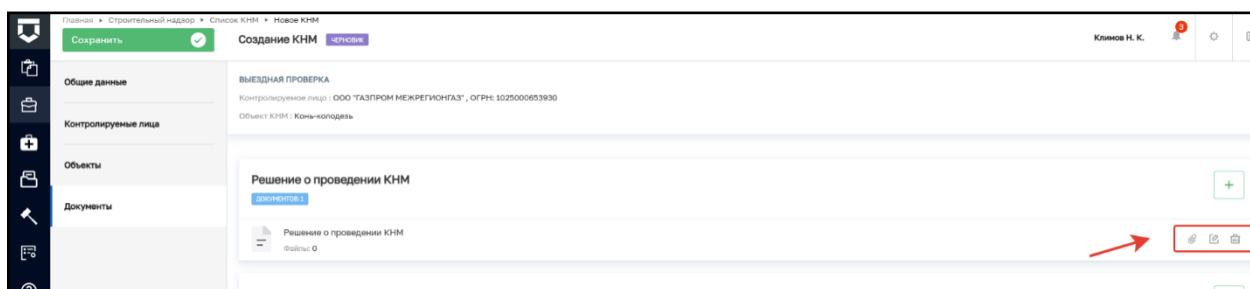 Главная ▸ Строительный надзор ▸ Список КНМ ▸ Новое КНМ
Сохранить
Создание КНМ ЧЕРНОВИК
Климов Н. К.
3
Общие данные
Контролируемые лица
Объекты
Документы
ВЫЕЗДНАЯ ПРОВЕРКА
Контролируемое лицо : ООО "ГАЗПРОМ МЕЖРЕГИОНГАЗ" , ОГРН: 1025000653930
Объект КНМ : Конь-колодезь
Решение о проведении КНМ
ДОКУМЕНТОВ: 1
Решение о проведении КНМ
Файлы: 0